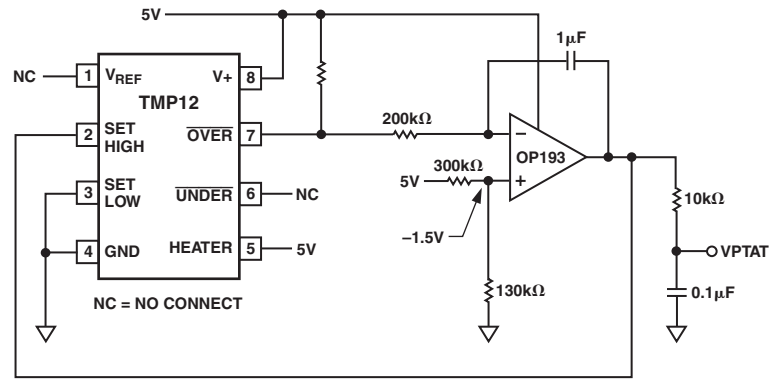 5V
1µF
NC
1
VREF
V+
8
TMP12
2
SET HIGH
OVER
7
200kΩ
–
OP193
300kΩ
5V
+
3
SET LOW
UNDER
6
NC
10kΩ
–1.5V
4
GND
HEATER
5
5V
VPTAT
130kΩ
0.1µF
NC = NO CONNECT